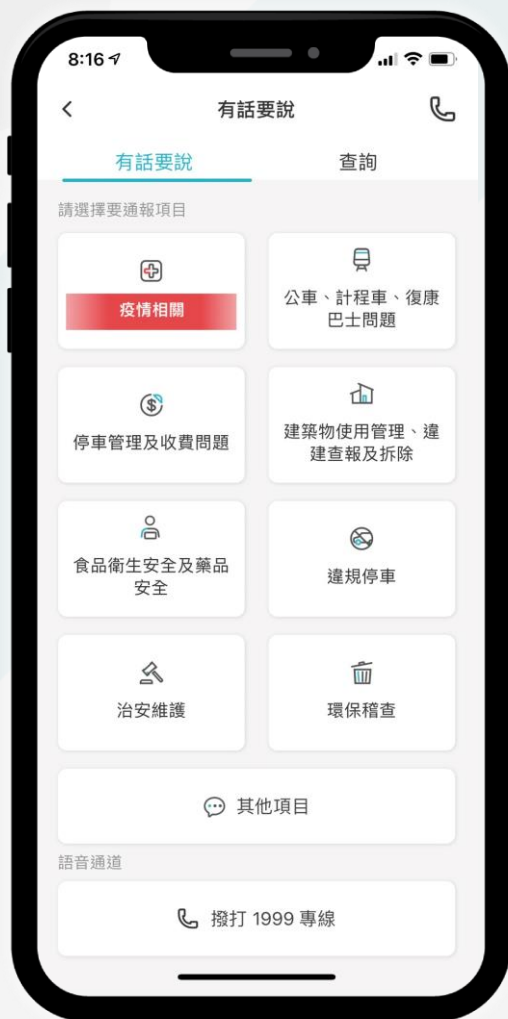 8:16
有話要說
有話要說
查詢
請選擇要通報項目
疫情相關
公車、計程車、復康
巴士問題
停車管理及收費問題
建築物使用管理、違
建查報及拆除
食品衛生安全及藥品
安全
違規停車
治安維護
環保稽查
其他項目
語音通道
撥打 1999 專線